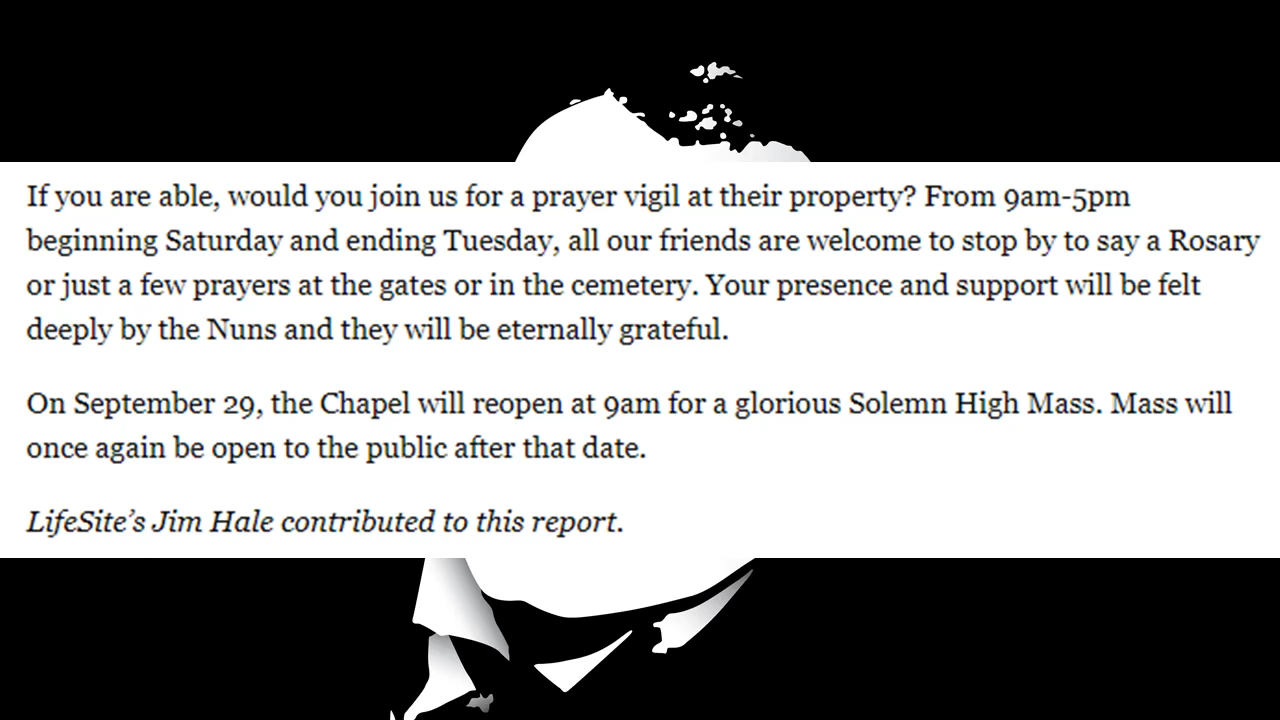 If you are able, would you join us for a prayer vigil at their property? From 9am-5pm
beginning Saturday and ending Tuesday, all our friends are welcome to stop by to say a Rosary
or just a few prayers at the gates or in the cemetery. Your presence and support will be felt
deeply by the Nuns and they will be eternally grateful.
On September 29, the Chapel will reopen at 9am for a glorious Solemn High Mass. Mass will
once again be open to the public after that date.
LifeSite’s Jim Hale contributed to this report.